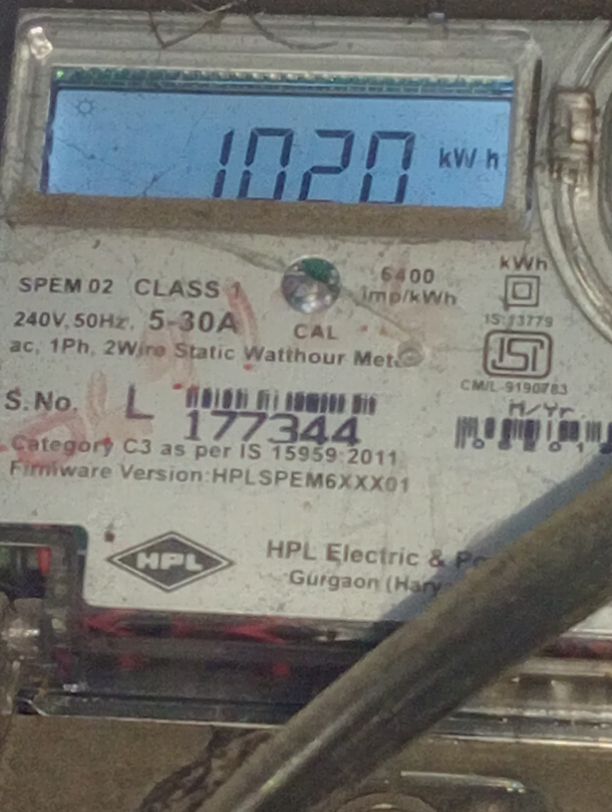 1020 kWh
SPEM 02 CLASS 1
6400
imp/kWh
kWh
240V, 50Hz, 5-30A
CAL
IS 13779
ac, 1Ph, 2Wire Static Watthour
ISI
CM/L-9190783
S.No. L 177344
M/Yr.
Category C3 as per IS 15959:2011
Firmware Version:HPLSPEM6XXX01
HPL
HPL Electric &
Gurgaon